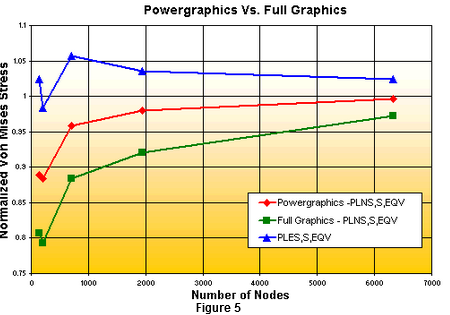 Powergraphics Vs. Full Graphics
Normalized Von Mises Stress
1.1
1.05
1
0.95
0.9
0.85
0.8
0.75
0
1000
2000
3000
4000
5000
6000
7000
Powergraphics -PLNS,S,EQV
Full Graphics - PLNS,S,EQV
PLES,S,EQV
Number of Nodes
Figure 5